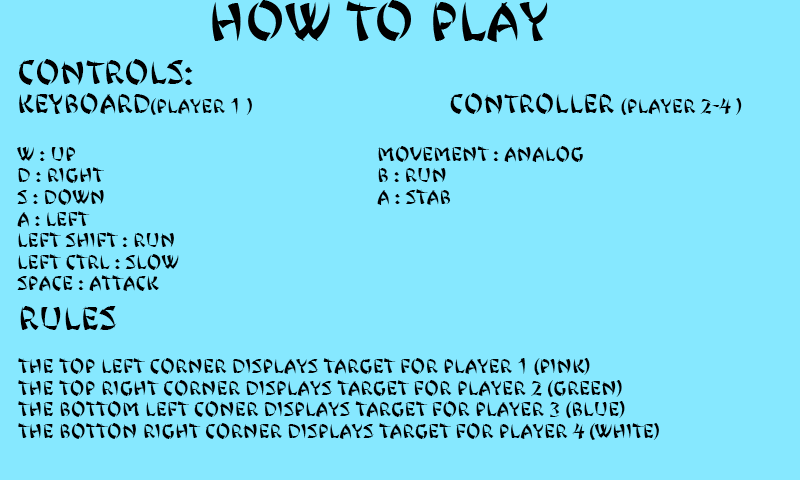 HOW TO PLAY
CONTROLS:
KEYBOARD(PLAYER 1 )
CONTROLLER (PLAYER 2-4 )
W : UP
D : RIGHT
S : DOWN
A : LEFT
LEFT SHIFT : RUN
LEFT CTRL : SLOW
SPACE : ATTACK
MOVEMENT : ANALOG
B : RUN
A : STAB
RULES
THE TOP LEFT CORNER DISPLAYS TARGET FOR PLAYER 1 (PINK)
THE TOP RIGHT CORNER DISPLAYS TARGET FOR PLAYER 2 (GREEN)
THE BOTTOM LEFT CONER DISPLAYS TARGET FOR PLAYER 3 (BLUE)
THE BOTTON RIGHT CORNER DISPLAYS TARGET FOR PLAYER 4 (WHITE)